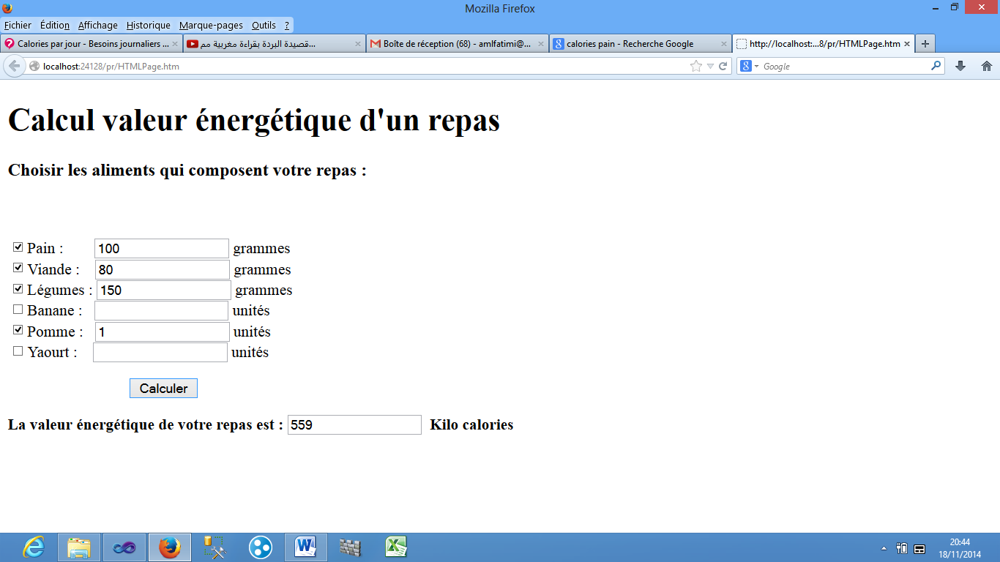 Mozilla Firefox
Fichier Édition Affichage Historique Marque-pages Outils ?
Calories par jour - Besoins journaliers ... قصيدة البردة بقراءة مغربية مم... Boîte de réception (68) - amlfatimi@... calories pain - Recherche Google http://localhost:...8/pr/HTMLPage.htm
localhost:24128/pr/HTMLPage.htm Google
Calcul valeur énergétique d'un repas
Choisir les aliments qui composent votre repas :
Pain : 100 grammes
Viande : 80 grammes
Légumes : 150 grammes
Banane : unités
Pomme : 1 unités
Yaourt : unités
Calculer
La valeur énergétique de votre repas est : 559 Kilo calories
20:44
18/11/2014